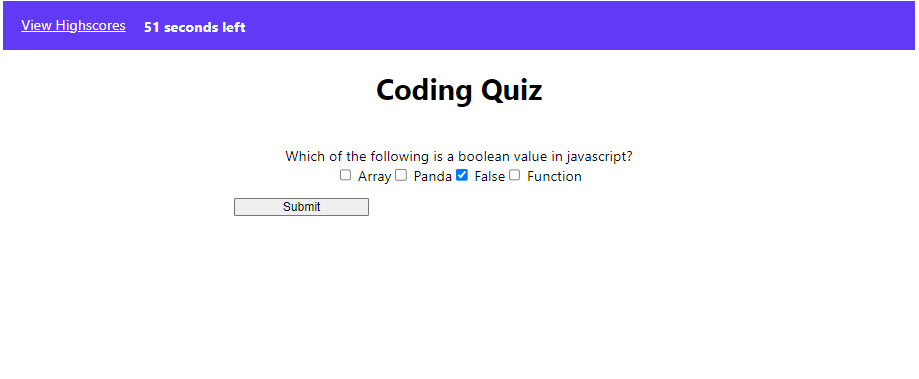 View Highscores 51 seconds left
Coding Quiz
Which of the following is a boolean value in javascript?
Array Panda False Function
Submit